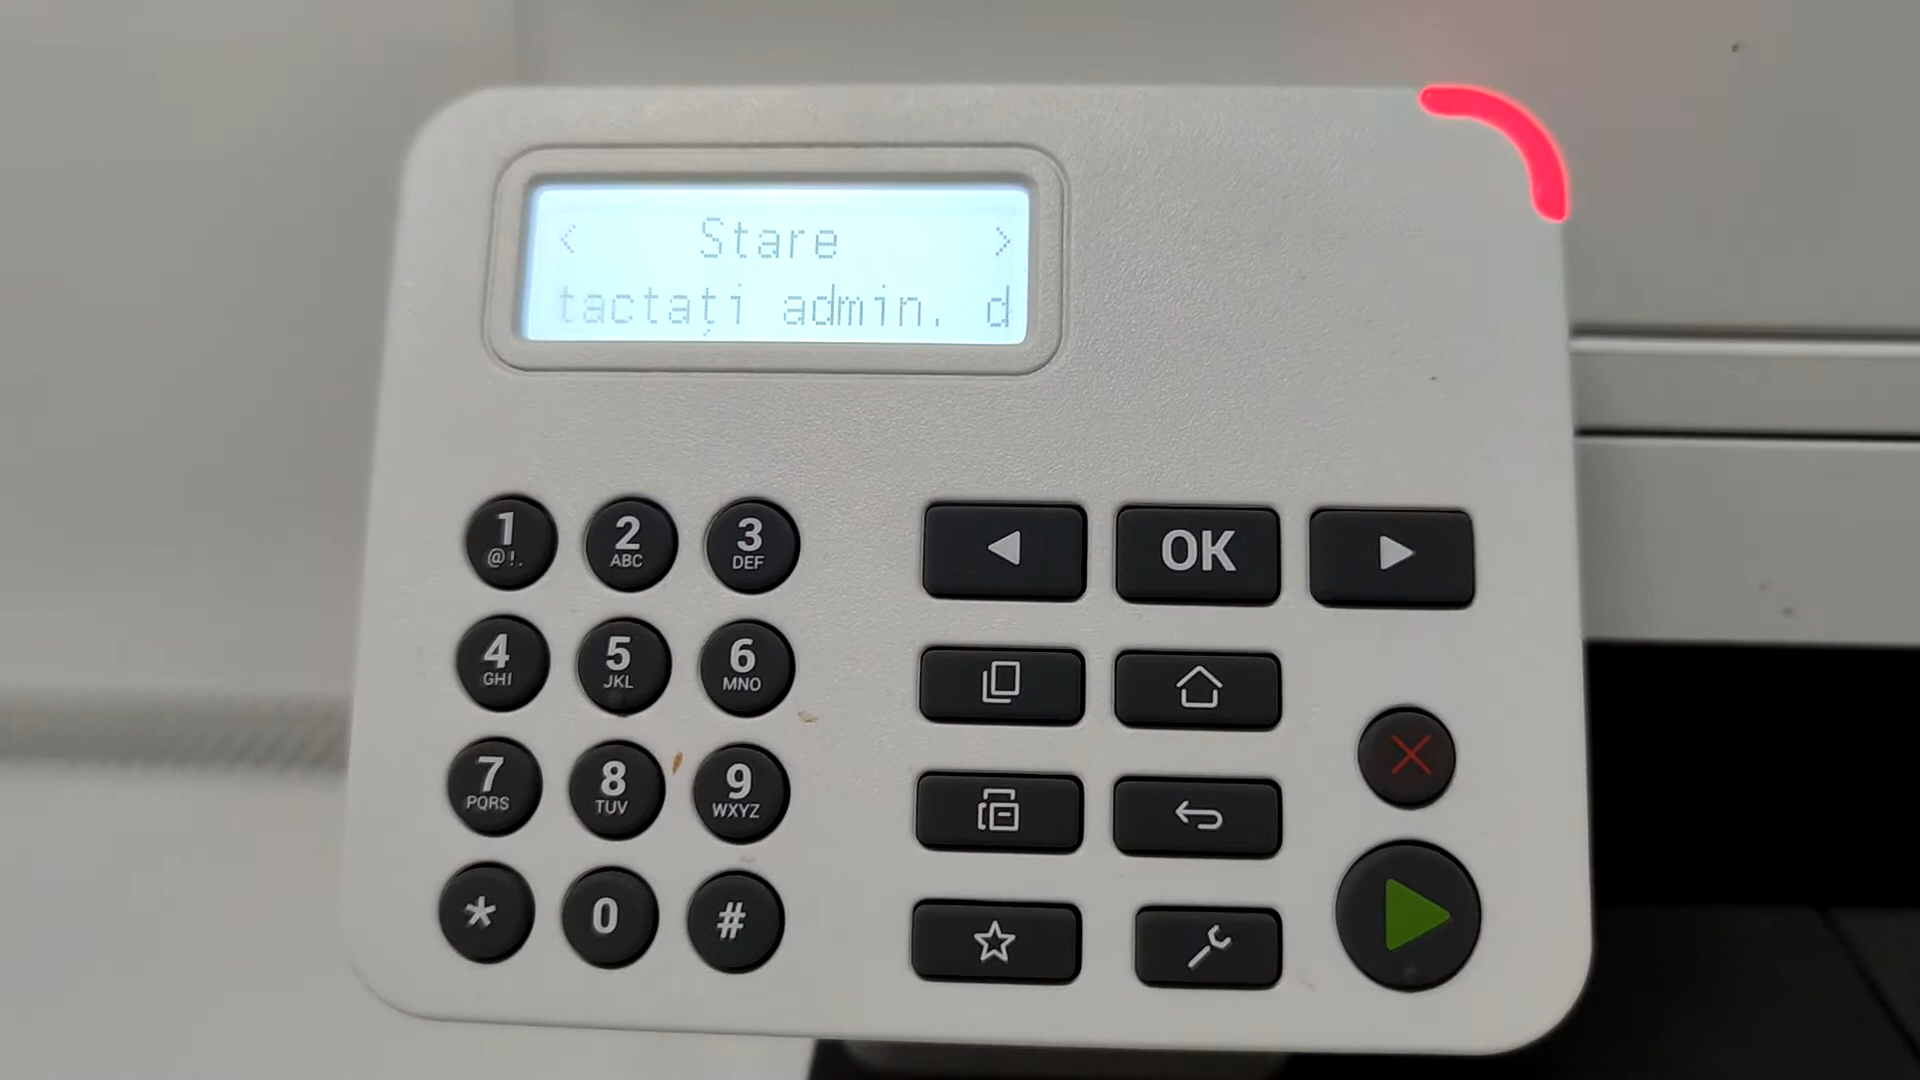 < Stare >
tactați admin. d
1 2 3
@!. ABC DEF
OK
4 5 6
GHI JKL MNO
7 8 9
PQRS TUV WXYZ
* 0 #